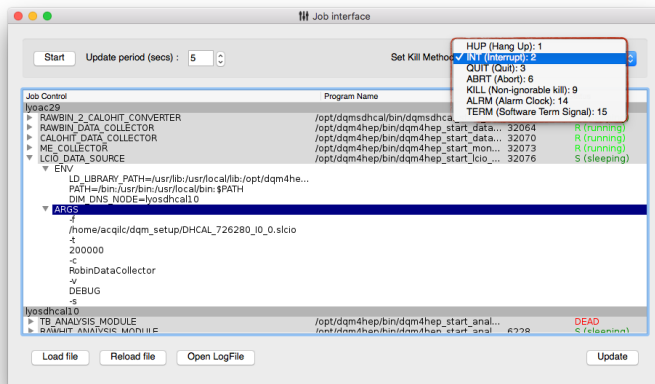 Job interface
Start Update period (secs) : 5 Set Kill Method
HUP (Hang Up): 1
INT (Interrupt): 2
QUIT (Quit): 3
ABRT (Abort): 6
KILL (Non-ignorable kill): 9
ALRM (Alarm Clock): 14
TERM (Software Term Signal): 15
Job Control Program Name
lyoac29
RAWBIN_2_CALOHIT_CONVERTER /opt/dqmsdhcal/bin/dqmsdhca...
RAWBIN_DATA_COLLECTOR /opt/dqm4hep/bin/dqm4hep_start_data... 32064 R (running)
CALOHIT_DATA_COLLECTOR /opt/dqm4hep/bin/dqm4hep_start_data... 32070 R (running)
ME_COLLECTOR /opt/dqm4hep/bin/dqm4hep_start_mon... 32073 R (running)
LCIO_DATA_SOURCE /opt/dqm4hep/bin/dqm4hep_start_lcio_... 32076 S (sleeping)
ENV
LD_LIBRARY_PATH=/usr/lib:/usr/local/lib:/opt/dqm4he...
PATH=/bin:/usr/bin:/usr/local/bin:$PATH
DIM_DNS_NODE=lyosdhcal10
ARGS
-f
/home/acqilc/dqm_setup/DHCAL_726280_I0_0.slcio
-t
200000
-c
RobinDataCollector
-v
DEBUG
-s
lyosdhcal10
TB_ANALYSIS_MODULE /opt/dqm4hep/bin/dqm4hep_start_anal... DEAD
RAWHIT_ANALYSIS_MODULE /opt/dqm4hep/bin/dqm4hep_start_anal... 6228 S (sleeping)
Load file Reload file Open LogFile Update